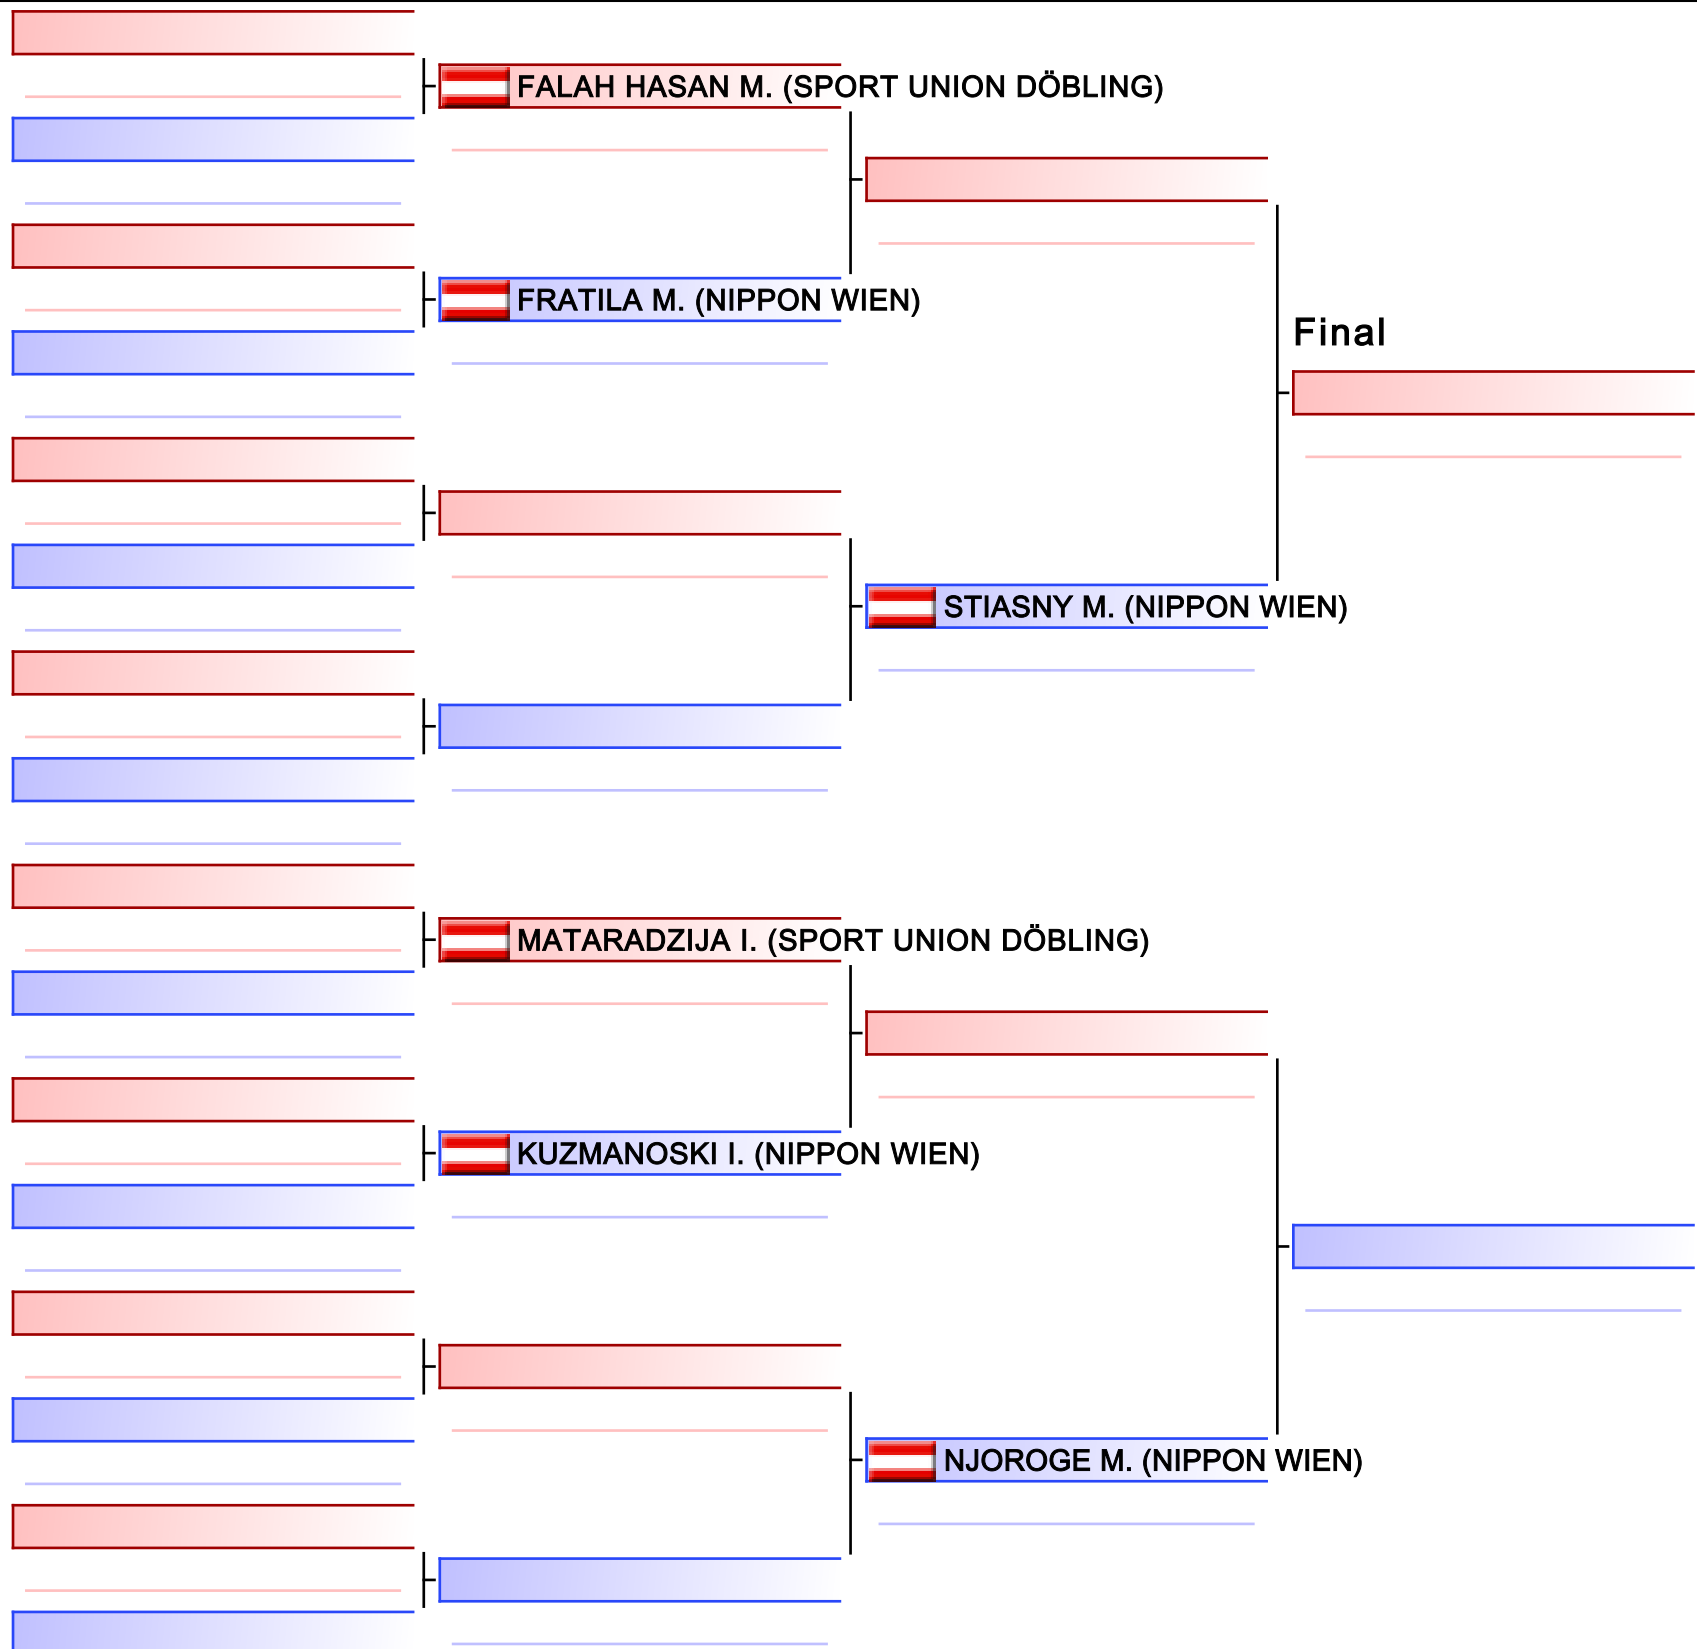 FALAH HASAN M. (SPORT UNION DÖBLING)
FRATILA M. (NIPPON WIEN)
Final
STIASNY M. (NIPPON WIEN)
MATARADZIJA I. (SPORT UNION DÖBLING)
KUZMANOSKI I. (NIPPON WIEN)
NJOROGE M. (NIPPON WIEN)